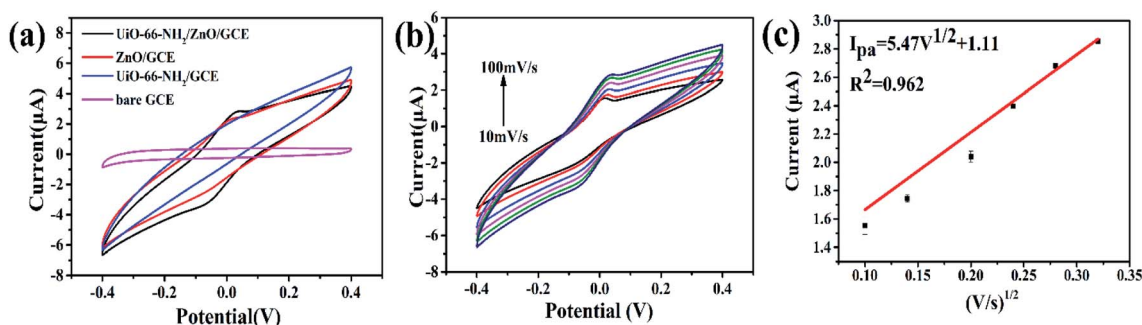 (a)
UiO-66-NH2/ZnO/GCE
ZnO/GCE
UiO-66-NH2/GCE
bare GCE
8
6
4
2
0
-2
-4
-6
-8
Current(μA)
-0.4 -0.2 0.0 0.2 0.4
Potential(V)
(b)
100mV/s
10mV/s
6
4
2
0
-2
-4
-6
-8
Current(μA)
-0.4 -0.2 0.0 0.2 0.4
Potential(V)
(c)
Ipa=5.47V1/2+1.11
R2=0.962
3.0
2.8
2.6
2.4
2.2
2.0
1.8
1.6
1.4
Current (μA)
0.10 0.15 0.20 0.25 0.30 0.35
(V/s)1/2